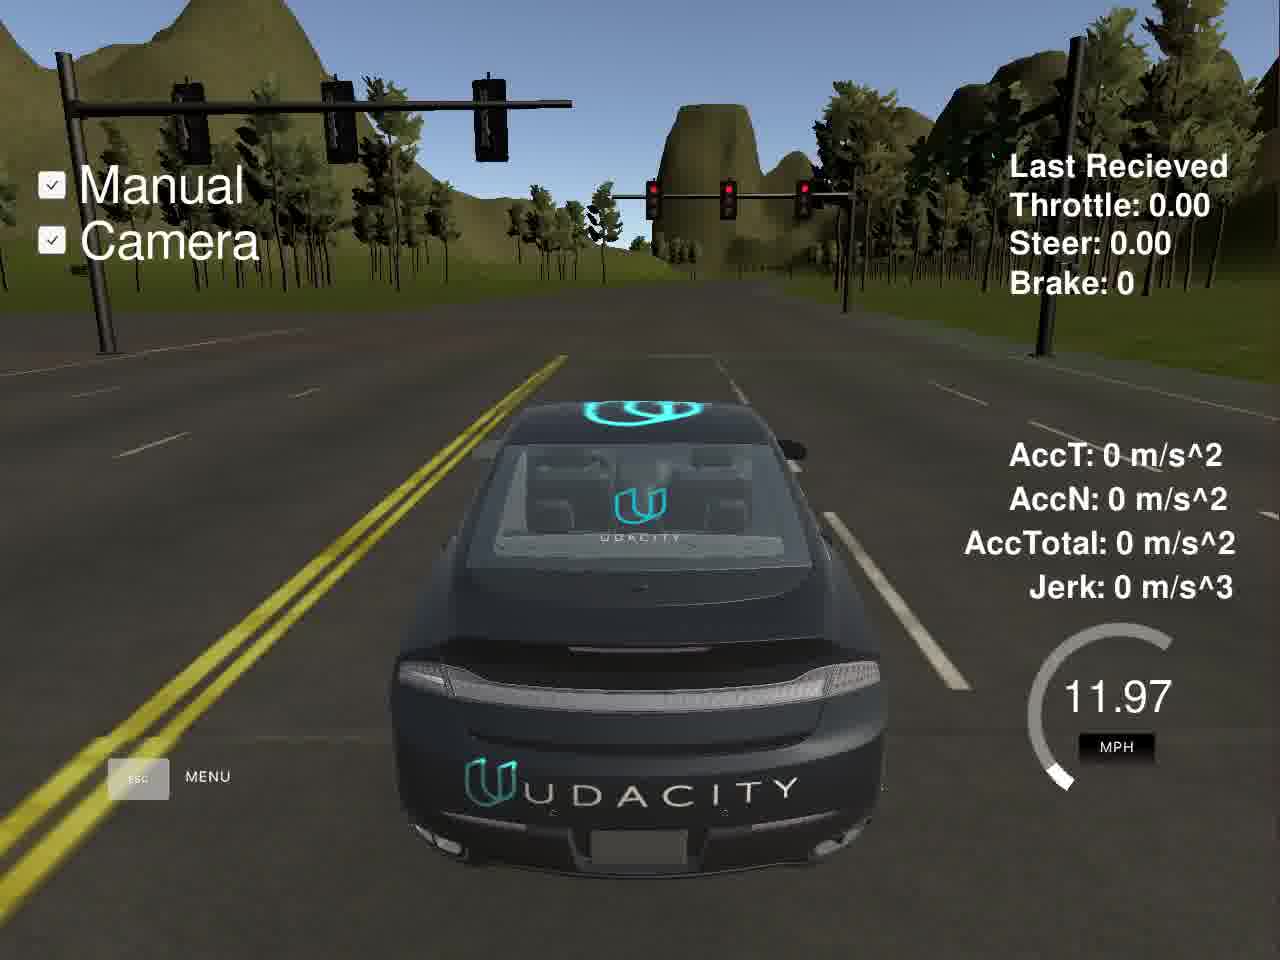 Manual
Camera
Last Recieved
Throttle: 0.00
Steer: 0.00
Brake: 0
AccT: 0 m/s^2
AccN: 0 m/s^2
AccTotal: 0 m/s^2
Jerk: 0 m/s^3
11.97
MPH
UDACITY
ESC MENU
UDACITY